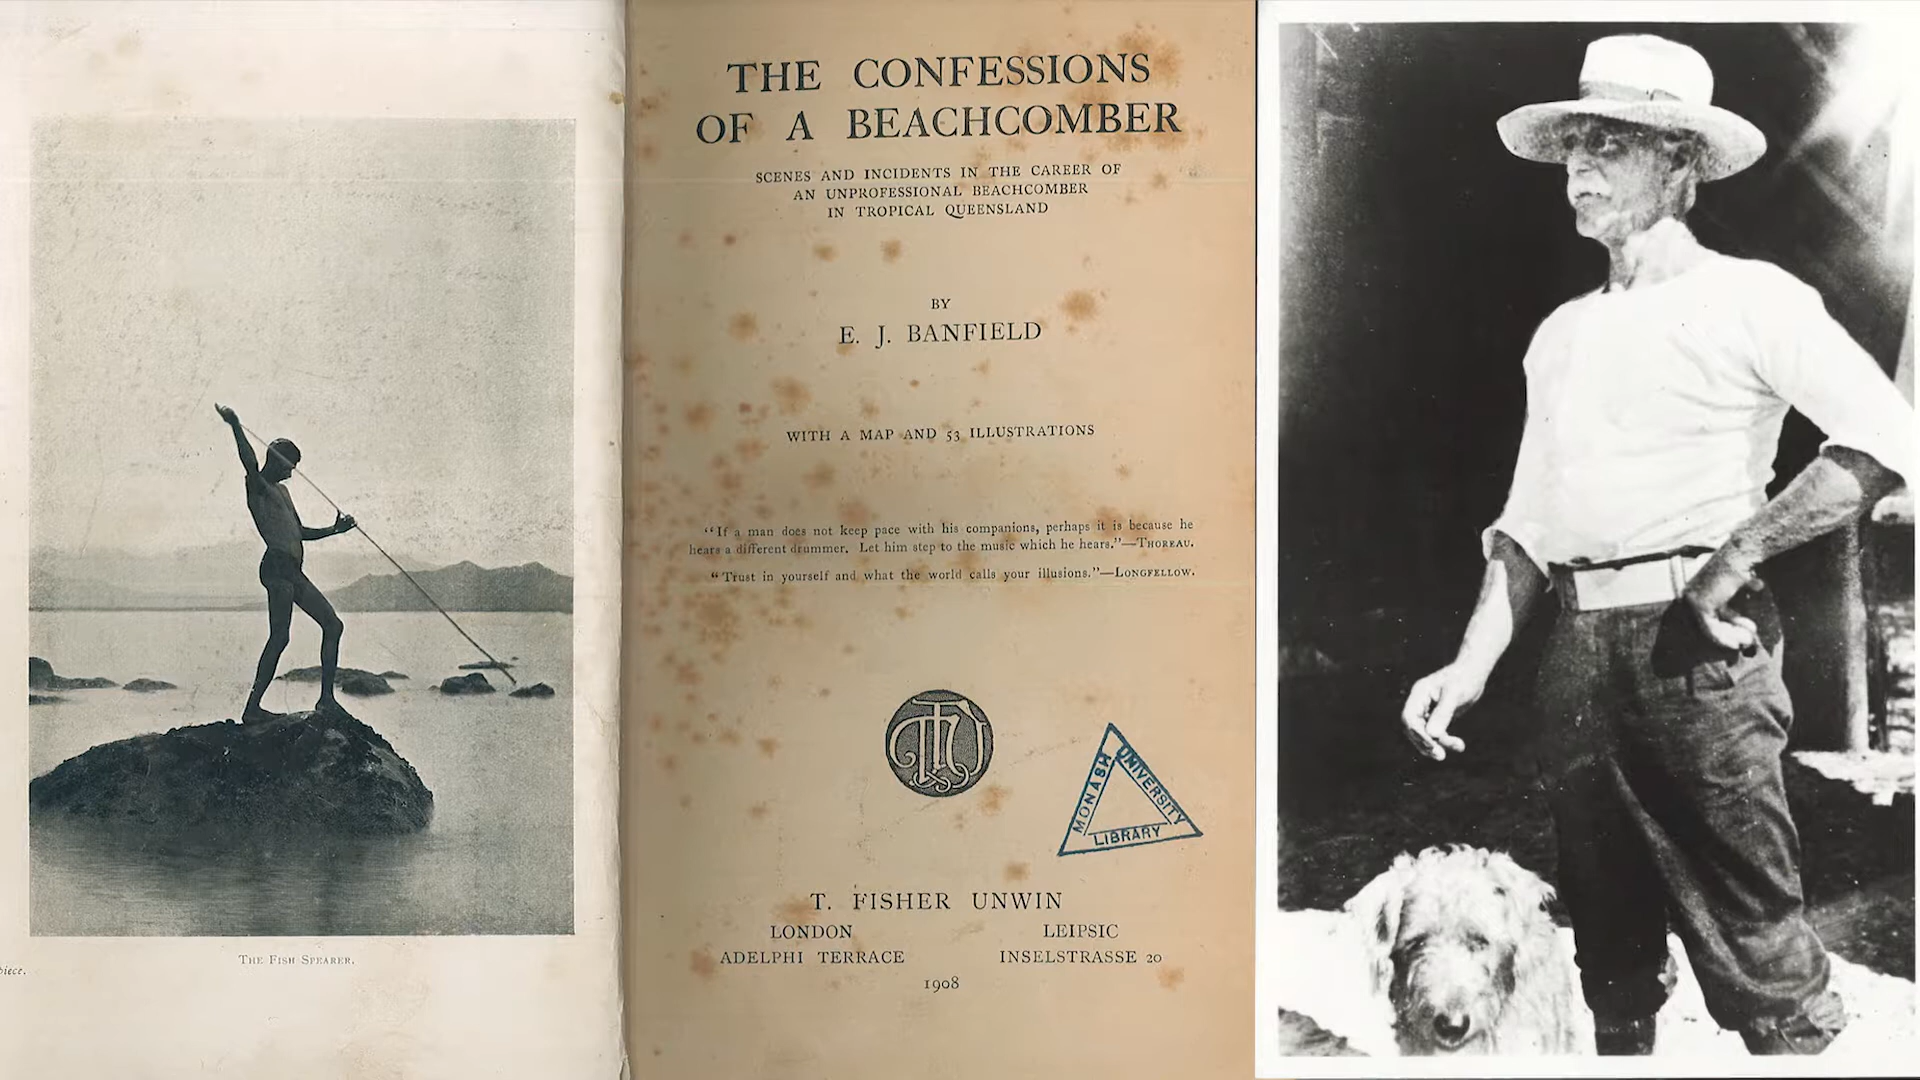 THE FISH SPEARER.
piece.
THE CONFESSIONS
OF A BEACHCOMBER
SCENES AND INCIDENTS IN THE CAREER OF
AN UNPROFESSIONAL BEACHCOMBER
IN TROPICAL QUEENSLAND
BY
E. J. BANFIELD
WITH A MAP AND 53 ILLUSTRATIONS
"If a man does not keep pace with his companions, perhaps it is because he
hears a different drummer. Let him step to the music which he hears."—THOREAU.
"Trust in yourself and what the world calls your illusions."—LONGFELLOW.
TFU
MONASH UNIVERSITY LIBRARY
T. FISHER UNWIN
LONDON LEIPSIC
ADELPHI TERRACE INSELSTRASSE 20
1908